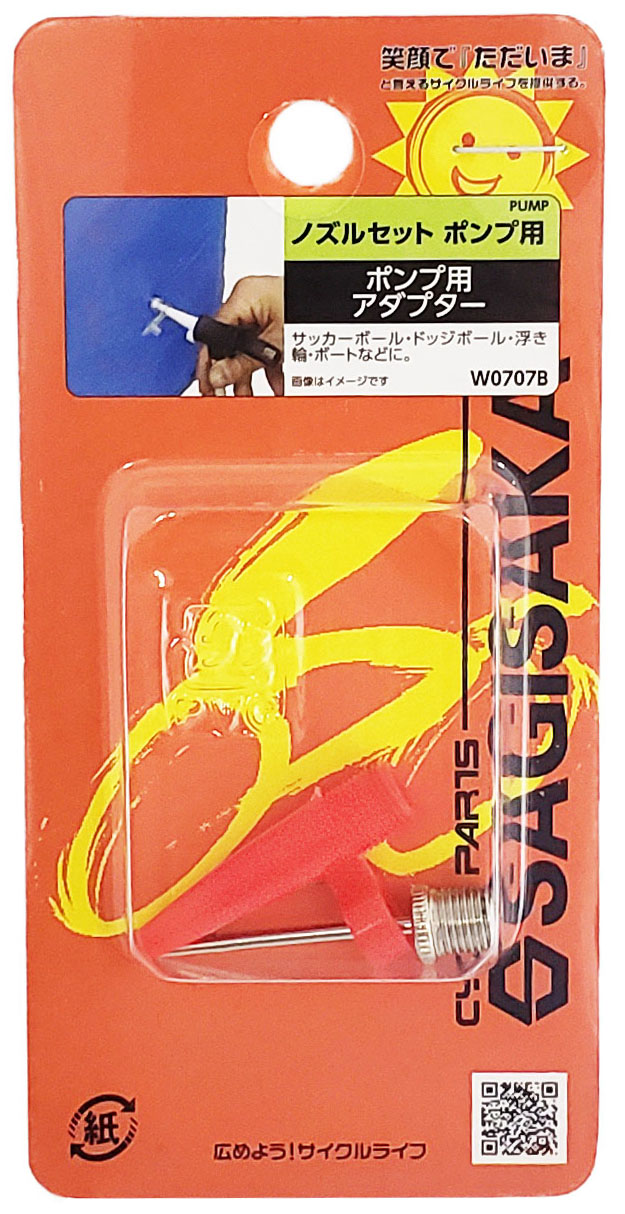 笑顔で『ただいま』
と言えるサイクルライフを提供する。
PUMP
ノズルセット ポンプ用
ポンプ用
アダプター
サッカーボール・ドッジボール・浮き
輪・ボートなどに。
画像はイメージです
W0707B
PARTS
SAGISAKA
紙
広めよう!サイクルライフ